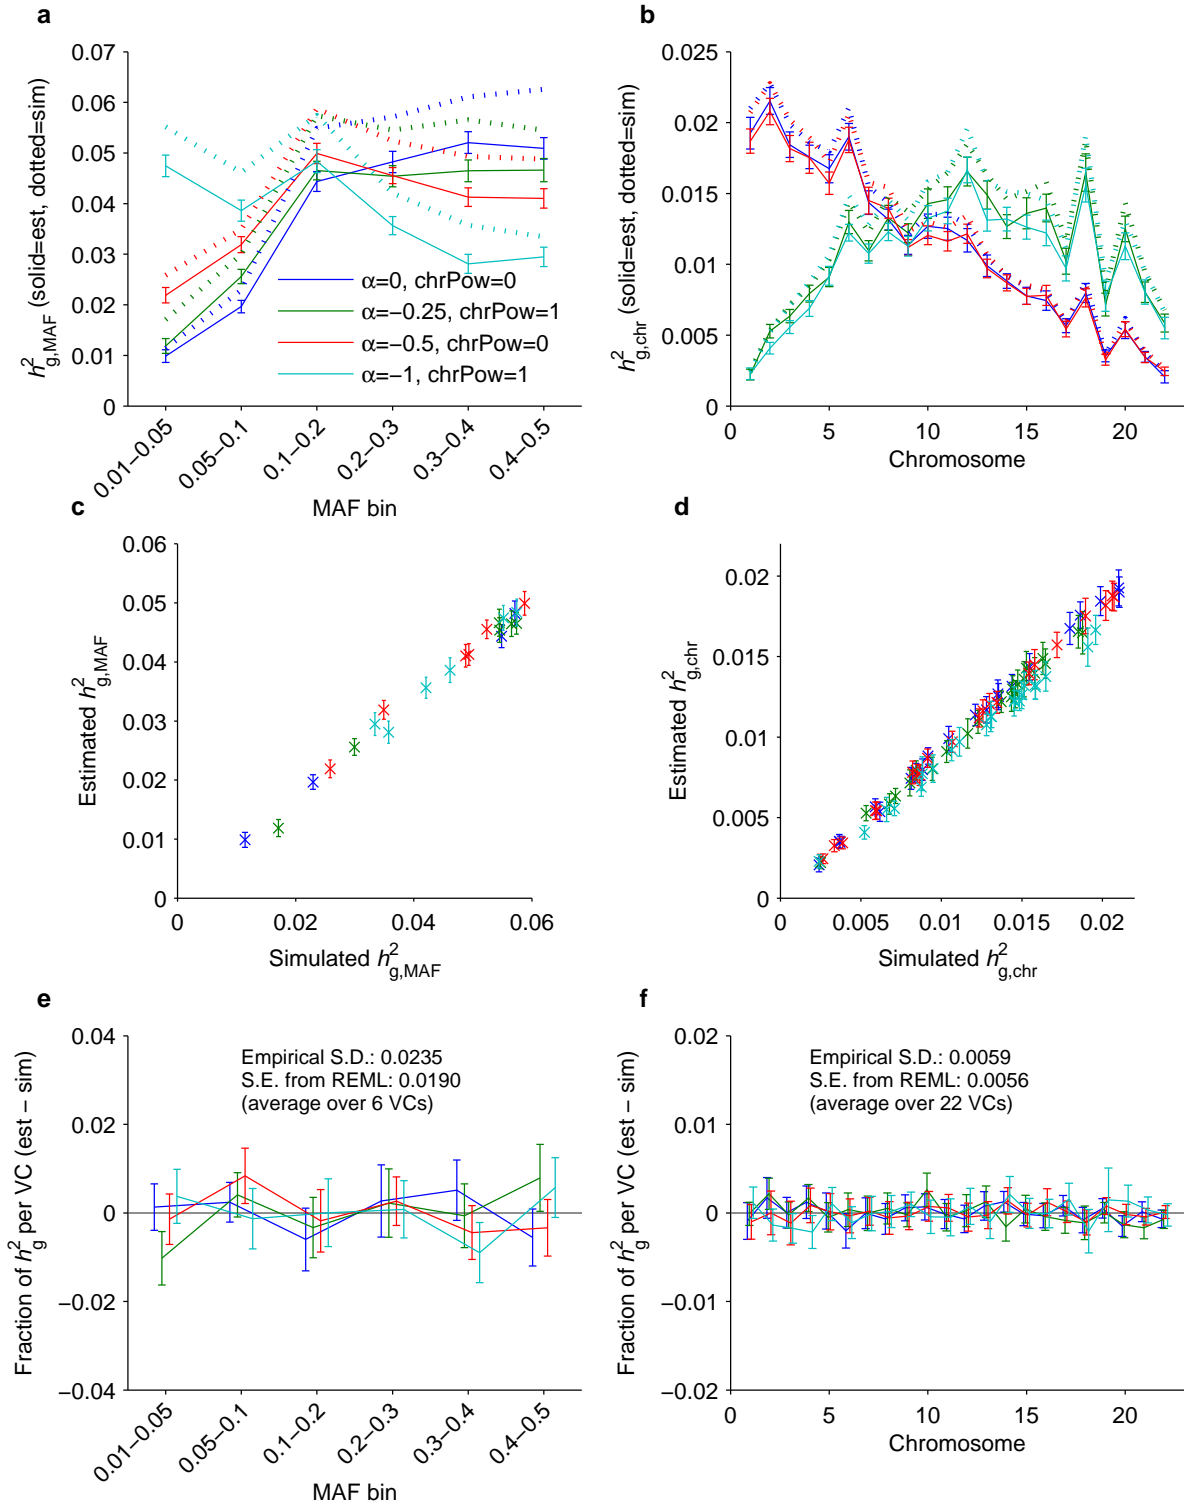 a
0.07
0.06
0.05
0.04
0.03
0.02
0.01
0
h²g,MAF (solid=est, dotted=sim)
α=0, chrPow=0
α=−0.25, chrPow=1
α=−0.5, chrPow=0
α=−1, chrPow=1
0.01−0.05
0.05−0.1
0.1−0.2
0.2−0.3
0.3−0.4
0.4−0.5
MAF bin
b
0.025
0.02
0.015
0.01
0.005
0
h²g,chr (solid=est, dotted=sim)
0 5 10 15 20
Chromosome
c
0.06
0.05
0.04
0.03
0.02
0.01
0
Estimated h²g,MAF
0 0.02 0.04 0.06
Simulated h²g,MAF
d
0.02
0.015
0.01
0.005
0
Estimated h²g,chr
0 0.005 0.01 0.015 0.02
Simulated h²g,chr
e
0.04
0.02
0
−0.02
−0.04
Fraction of h²g per VC (est − sim)
Empirical S.D.: 0.0235
S.E. from REML: 0.0190
(average over 6 VCs)
0.01−0.05
0.05−0.1
0.1−0.2
0.2−0.3
0.3−0.4
0.4−0.5
MAF bin
f
0.02
0.01
0
−0.01
−0.02
Fraction of h²g per VC (est − sim)
Empirical S.D.: 0.0059
S.E. from REML: 0.0056
(average over 22 VCs)
0 5 10 15 20
Chromosome